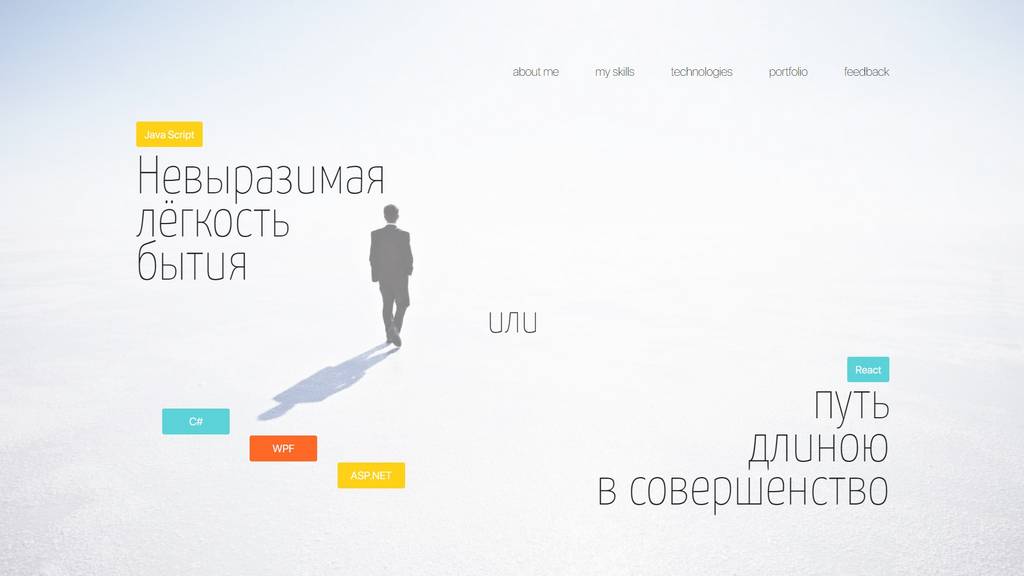 about me my skills technologies portfolio feedback
Java Script
Невыразимая
лёгкость
бытия
или
React
путь
длиною
в совершенство
C#
WPF
ASP.NET